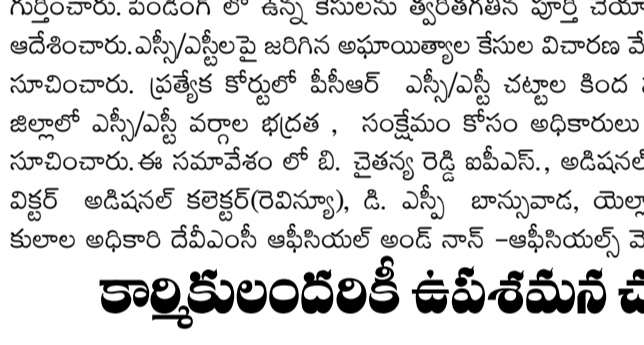 గుర్తించారు. పెండింగ్ లో ఉన్న కేసులను త్వరితగతిన పూర్తి
ఆదేశించారు.ఎస్సీ/ఎస్టీలపై జరిగిన అఘాయిత్యాల కేసుల విచారణ
సూచించారు. ప్రత్యేక కోర్టులో పీసీఆర్ ఎస్సీ/ఎస్టీ చట్టాల కింద
జిల్లాలో ఎస్సీ/ఎస్టీ వర్గాల భద్రత , సంక్షేమం కోసం అధికారులు
సూచించారు.ఈ సమావేశం లో బి. చైతన్య రెడ్డి ఐపీఎస్., అడిషనల్
విక్టర్ అడిషనల్ కలెక్టర్(రెవిన్యూ), డి. ఎస్పీ బాన్సువాడ,
కులాల అధికారి దేవీఎంసీ ఆఫీసియల్ అండ్ నాన్ -ఆఫీసియల్స్
కార్మికులందరికీ ఉపశమన